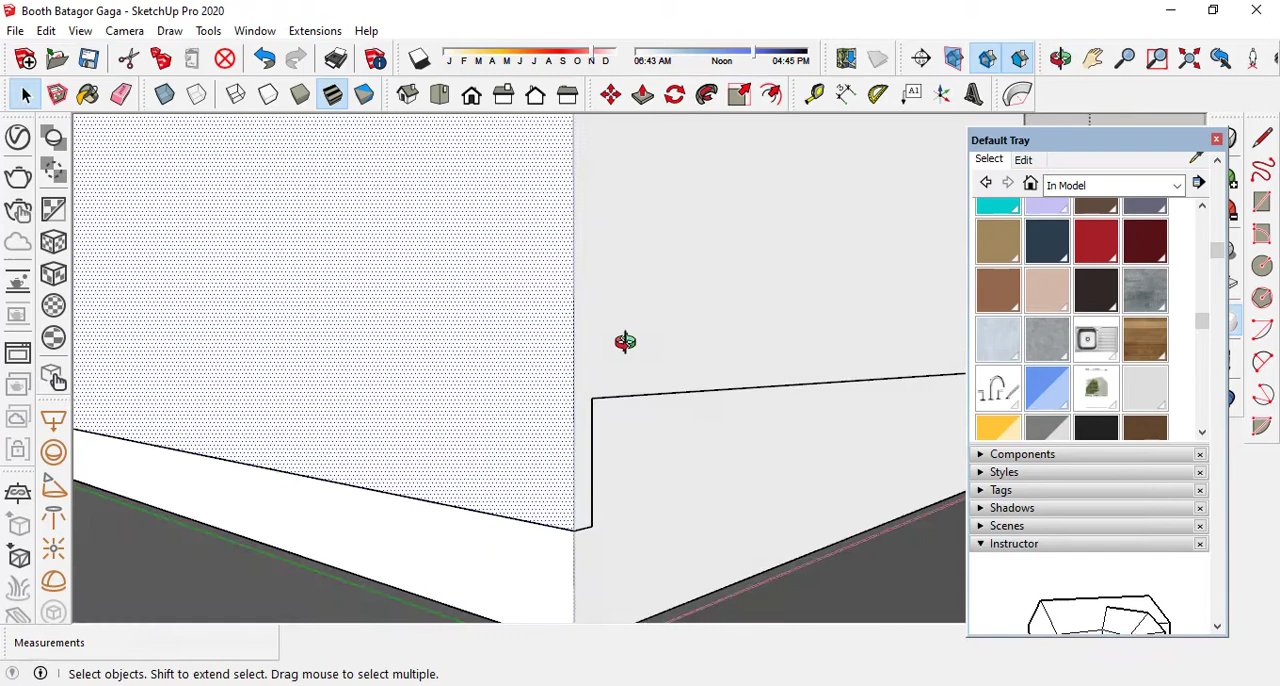 Booth Batagor Gaga - SketchUp Pro 2020
File Edit View Camera Draw Tools Window Extensions Help
J F M A M J J A S O N D
06:43 AM Noon 04:45 PM
A1
Default Tray
Select Edit
In Model
Components
Styles
Tags
Shadows
Scenes
Instructor
Measurements
Select objects. Shift to extend select. Drag mouse to select multiple.